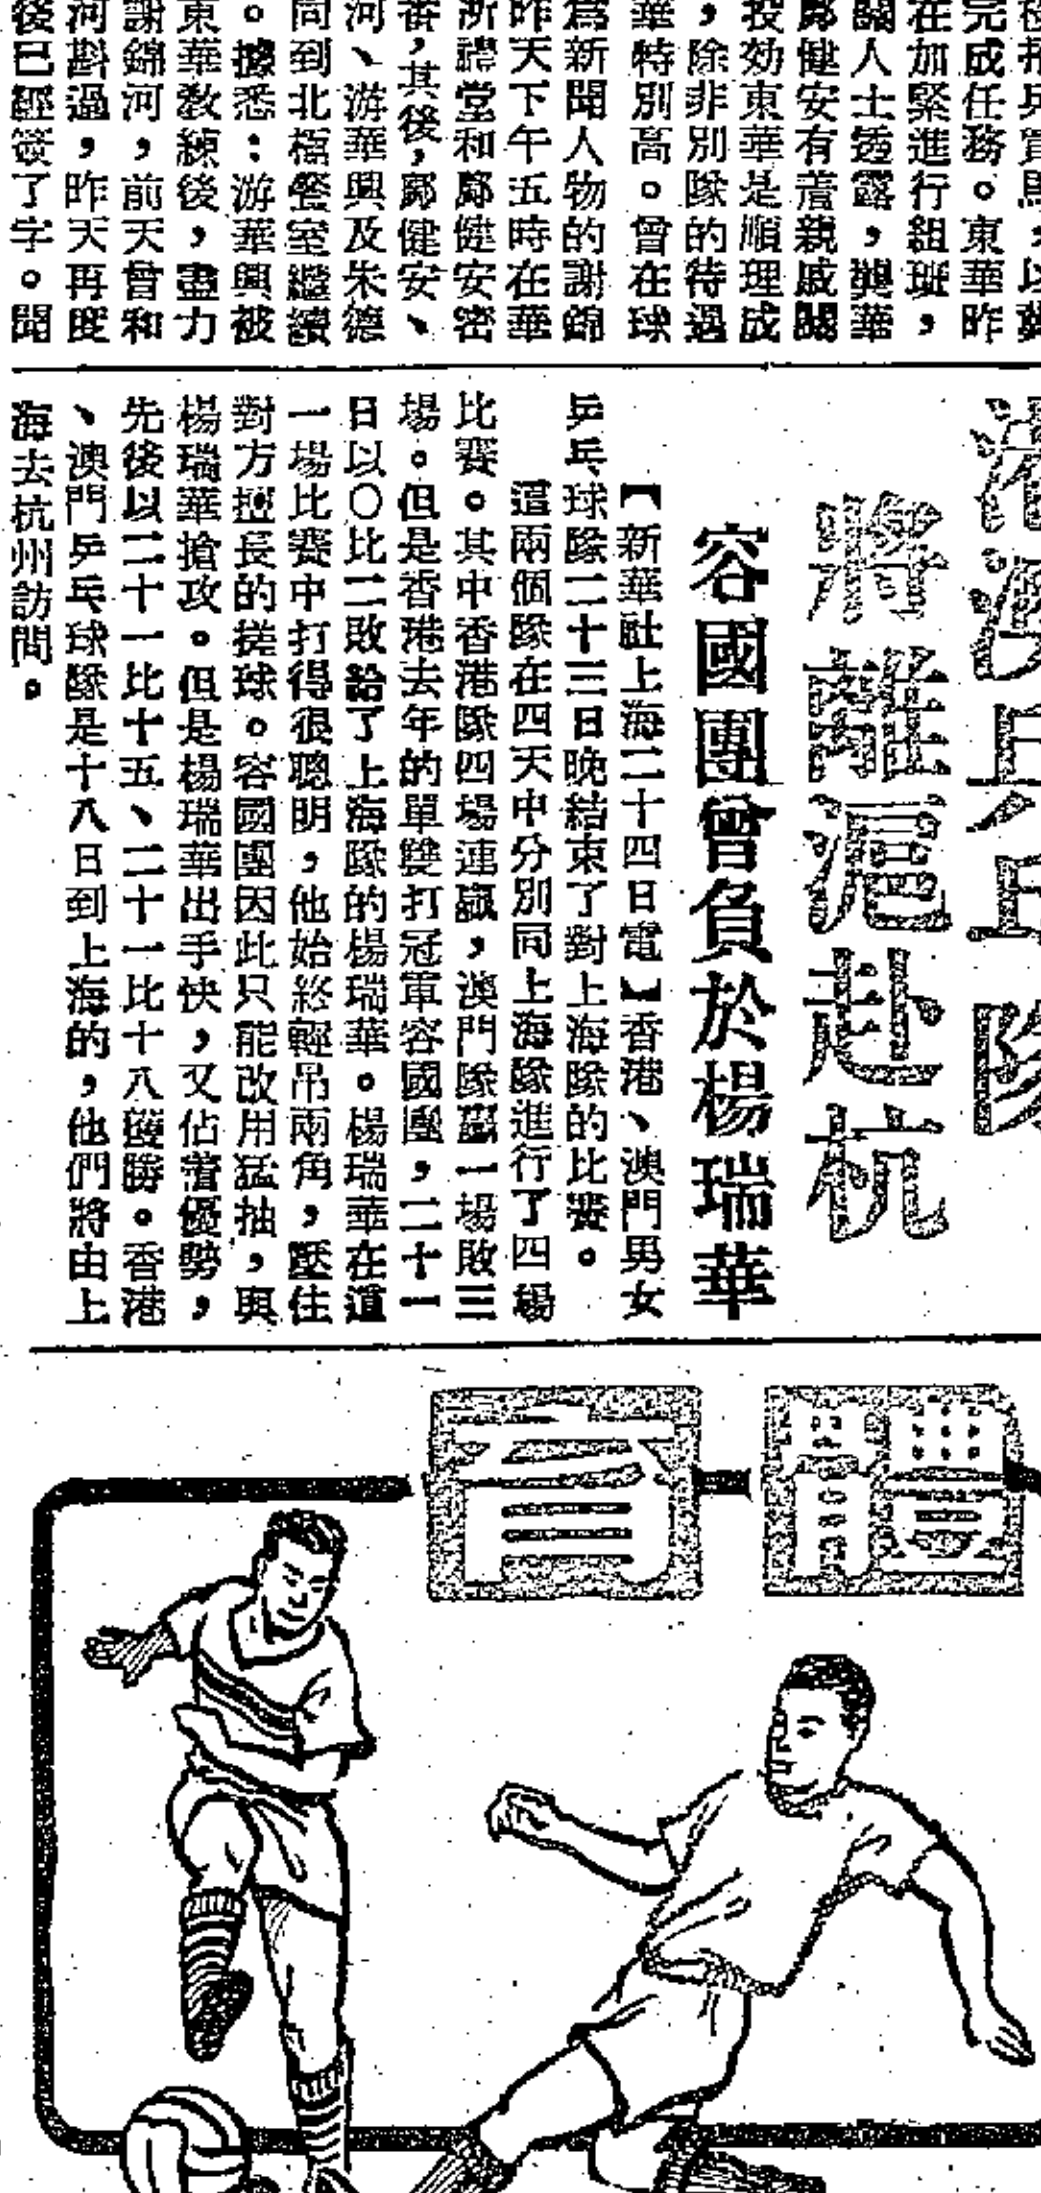 招兵買馬,以冀
完成任務。東華昨
在加緊進行組班,
關人士透露,與華
鄺健安有着親戚關
投効東華是順理成
,除非別隊的待遇
華特別高。曾在球
為新聞人物的謝錦
昨天下午五時在華
浙禮堂和鄺健安密
番,其後,鄺健安、
河、游華興及朱德
同到北極餐室繼續
。據悉:游華興被
東華敎練後,盡力
謝錦河,前天曾和
河斟過,昨天再度
後已經簽了字。聞
港澳乒乓隊
將離滬赴杭
容國團曾負於楊瑞華
【新華社上海二十四日電】香港、澳門男女
乒乓球隊二十三日晚結束了對上海隊的比賽。
這兩個隊在四天中分別同上海隊進行了四場
比賽。其中香港隊四場連贏,澳門隊贏一場敗三
場。但是香港去年的單雙打冠軍容國團,二十一
日以〇比二敗給了上海隊的楊瑞華。楊瑞華在這
一場比賽中打得很聰明,他始終輕吊兩角,壓住
對方擅長的搓球。容國團因此只能改用猛抽,與
楊瑞華搶攻。但是楊瑞華出手快,又佔着優勢,
先後以二十一比十五、二十一比十八獲勝。香港
、澳門乒乓球隊是十八日到上海的,他們將由上
海去杭州訪問。
體育